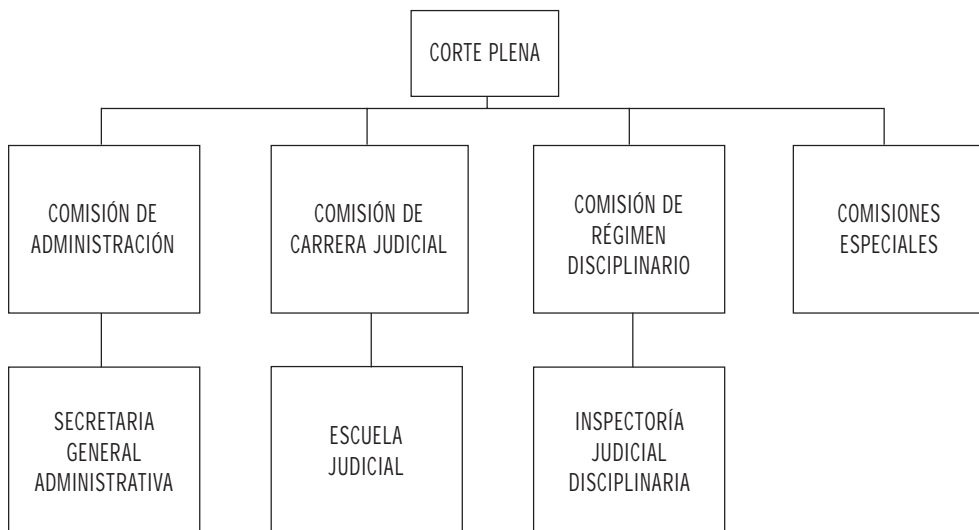 CORTE PLENA
COMISIÓN DE
ADMINISTRACIÓN
COMISIÓN DE
CARRERA JUDICIAL
COMISIÓN DE
RÉGIMEN
DISCIPLINARIO
COMISIONES
ESPECIALES
SECRETARIA
GENERAL
ADMINISTRATIVA
ESCUELA
JUDICIAL
INSPECTORÍA
JUDICIAL
DISCIPLINARIA